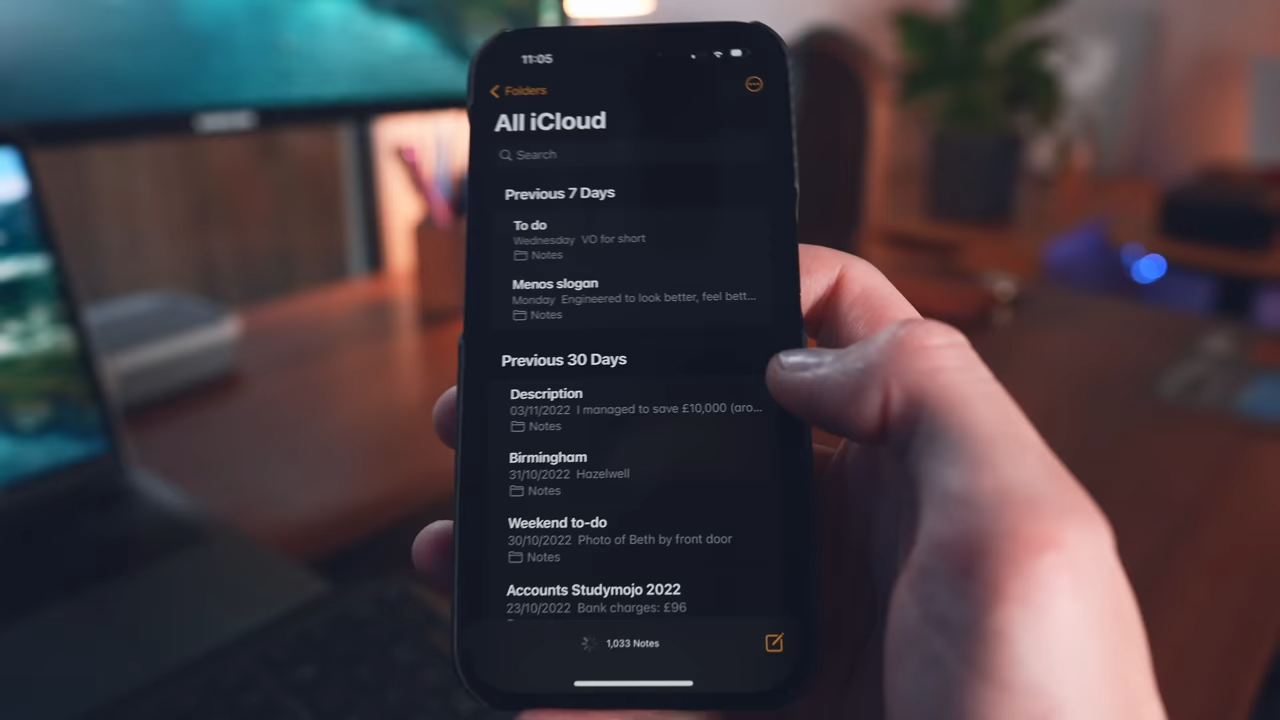 11:05
Folders
All iCloud
Search
Previous 7 Days
To do
Wednesday VO for short
Notes
Menos slogan
Monday Engineered to look better, feel bett...
Notes
Previous 30 Days
Description
03/11/2022 I managed to save £10,000 (aro...
Notes
Birmingham
31/10/2022 Hazelwell
Notes
Weekend to-do
30/10/2022 Photo of Beth by front door
Notes
Accounts Studymojo 2022
23/10/2022 Bank charges: £96
1,033 Notes